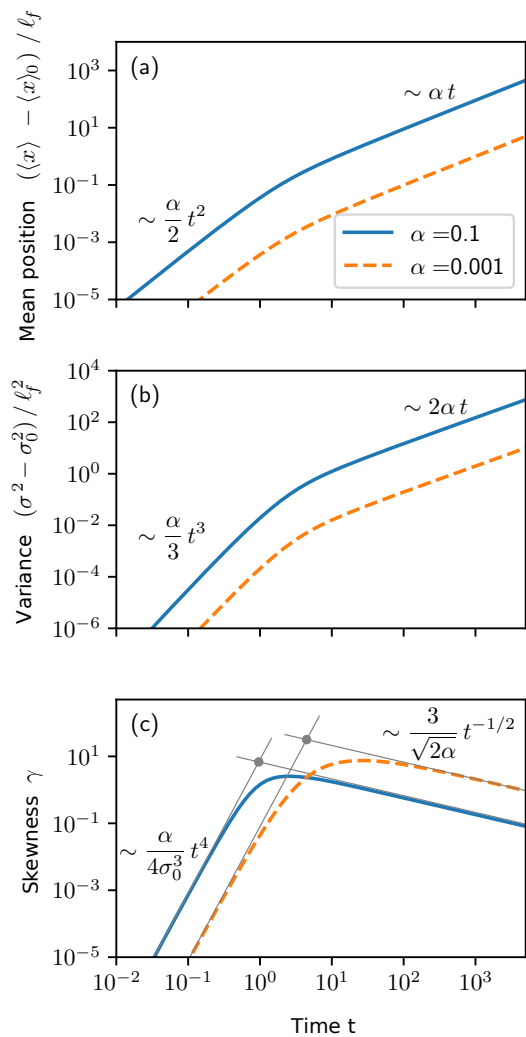 Mean position (⟨x⟩ − ⟨x⟩₀) / ℓ_f
10³
10¹
10⁻¹
10⁻³
10⁻⁵
(a)
∼ α t
∼ α/2 t²
α =0.1
α =0.001
Variance (σ² − σ₀²) / ℓ_f²
10⁴
10²
10⁰
10⁻²
10⁻⁴
10⁻⁶
(b)
∼ 2α t
∼ α/3 t³
Skewness γ
10¹
10⁻¹
10⁻³
10⁻⁵
(c)
∼ 3/√(2α) t^{−1/2}
∼ α/4σ₀³ t⁴
10⁻² 10⁻¹ 10⁰ 10¹ 10² 10³
Time t